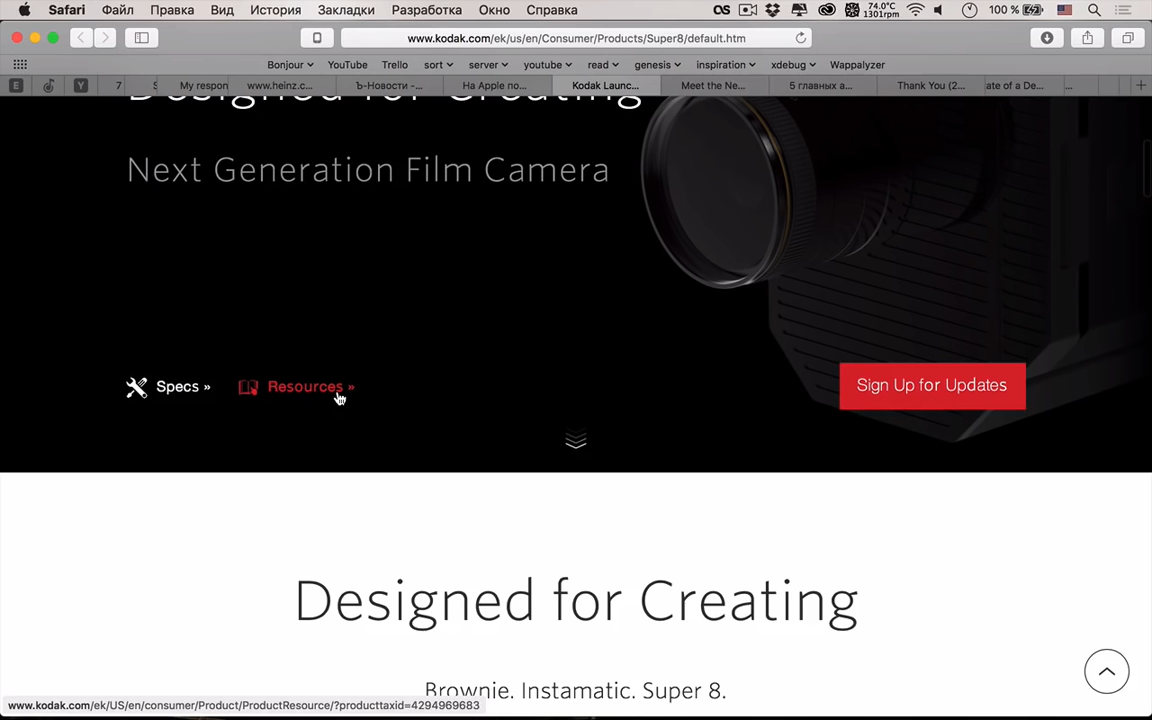 Safari Файл Правка Вид История Закладки Разработка Окно Справка 74.0°C 1301rpm 100 %
www.kodak.com/ek/us/en/Consumer/Products/Super8/default.htm
Bonjour YouTube Trello sort server youtube read genesis inspiration xdebug Wappalyzer
E Y 7 My respon www.heinz.c... Ъ-Новости -... На Apple по... Kodak Launc... Meet the Ne... 5 главных а... Thank You (2... ate of a De... ...
Designed for Creating
Next Generation Film Camera
Specs » Resources » Sign Up for Updates
Designed for Creating
Brownie. Instamatic. Super 8.
www.kodak.com/ek/US/en/consumer/Product/ProductResource/?producttaxid=4294969683